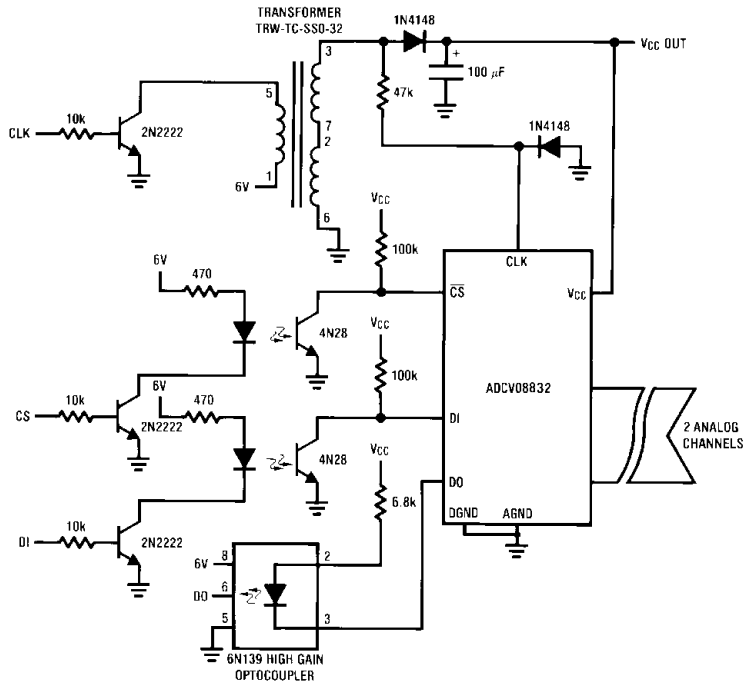 TRANSFORMER
TRW-TC-SSO-32
1N4148
VCC OUT
3
+
100 µF
5
47k
10k
CLK
2N2222
7
2
1N4148
1
6V
6
VCC
100k
CLK
6V
470
CS
VCC
4N28
VCC
ADCV08832
100k
10k
CS
2N2222
6V
470
DI
2 ANALOG
CHANNELS
4N28
VCC
DO
6.8k
DGND
AGND
10k
DI
2N2222
6V
8
2
DO
6
5
3
6N139 HIGH GAIN
OPTOCOUPLER